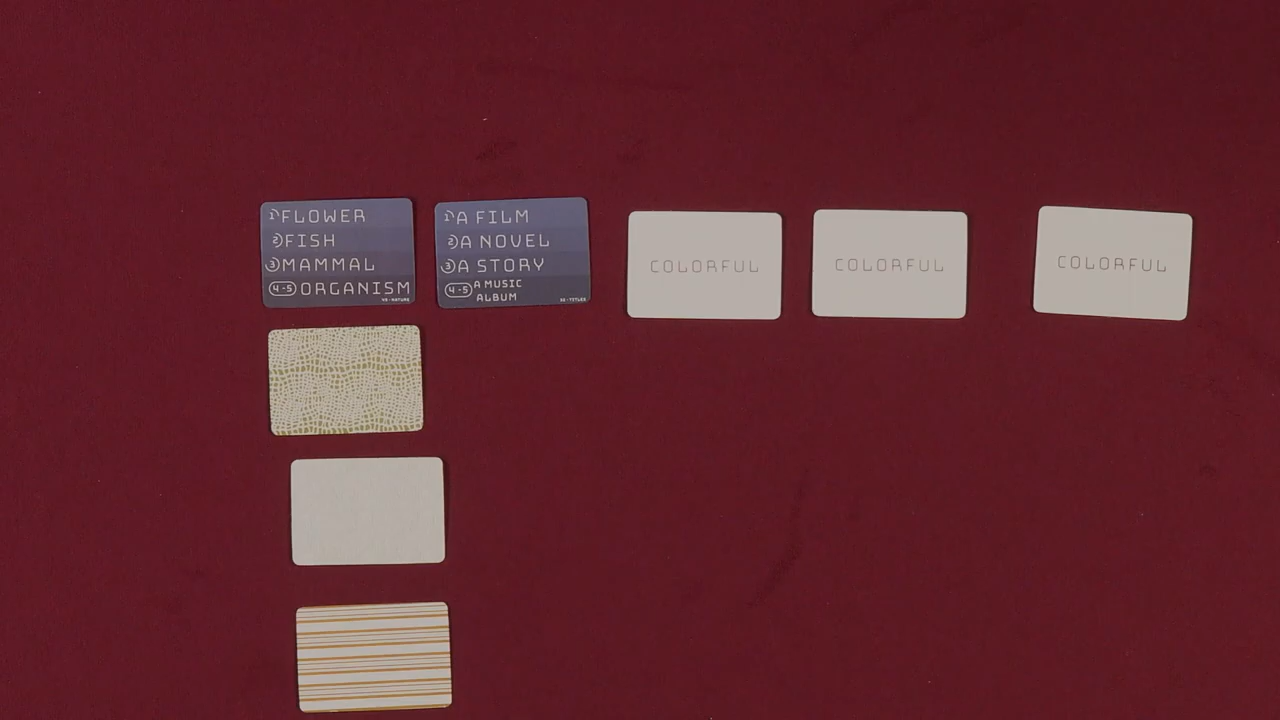 1) FLOWER
2) FISH
3) MAMMAL
4-5 ORGANISM
1) A FILM
2) A NOVEL
3) A STORY
4-5 A MUSIC
ALBUM
COLORFUL
COLORFUL
COLORFUL